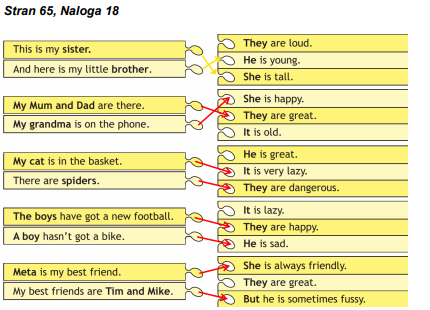 Stran 65, Naloga 18
This is my sister.
And here is my little brother.
They are loud.
He is young.
She is tall.
My Mum and Dad are there.
My grandma is on the phone.
She is happy.
They are great.
It is old.
My cat is in the basket.
There are spiders.
He is great.
It is very lazy.
They are dangerous.
The boys have got a new football.
A boy hasn't got a bike.
It is lazy.
They are happy.
He is sad.
Meta is my best friend.
My best friends are Tim and Mike.
She is always friendly.
They are great.
But he is sometimes fussy.